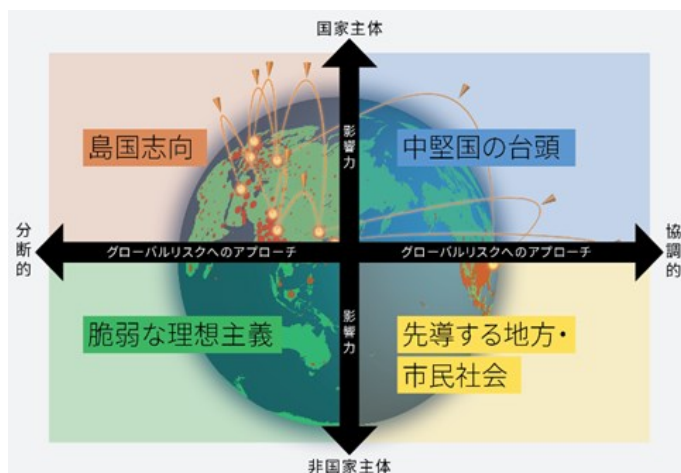 国家主体
島国志向
影響力
中堅国の台頭
分断的
グローバルリスクへのアプローチ
グローバルリスクへのアプローチ
協調的
脆弱な理想主義
影響力
先導する地方・
市民社会
非国家主体